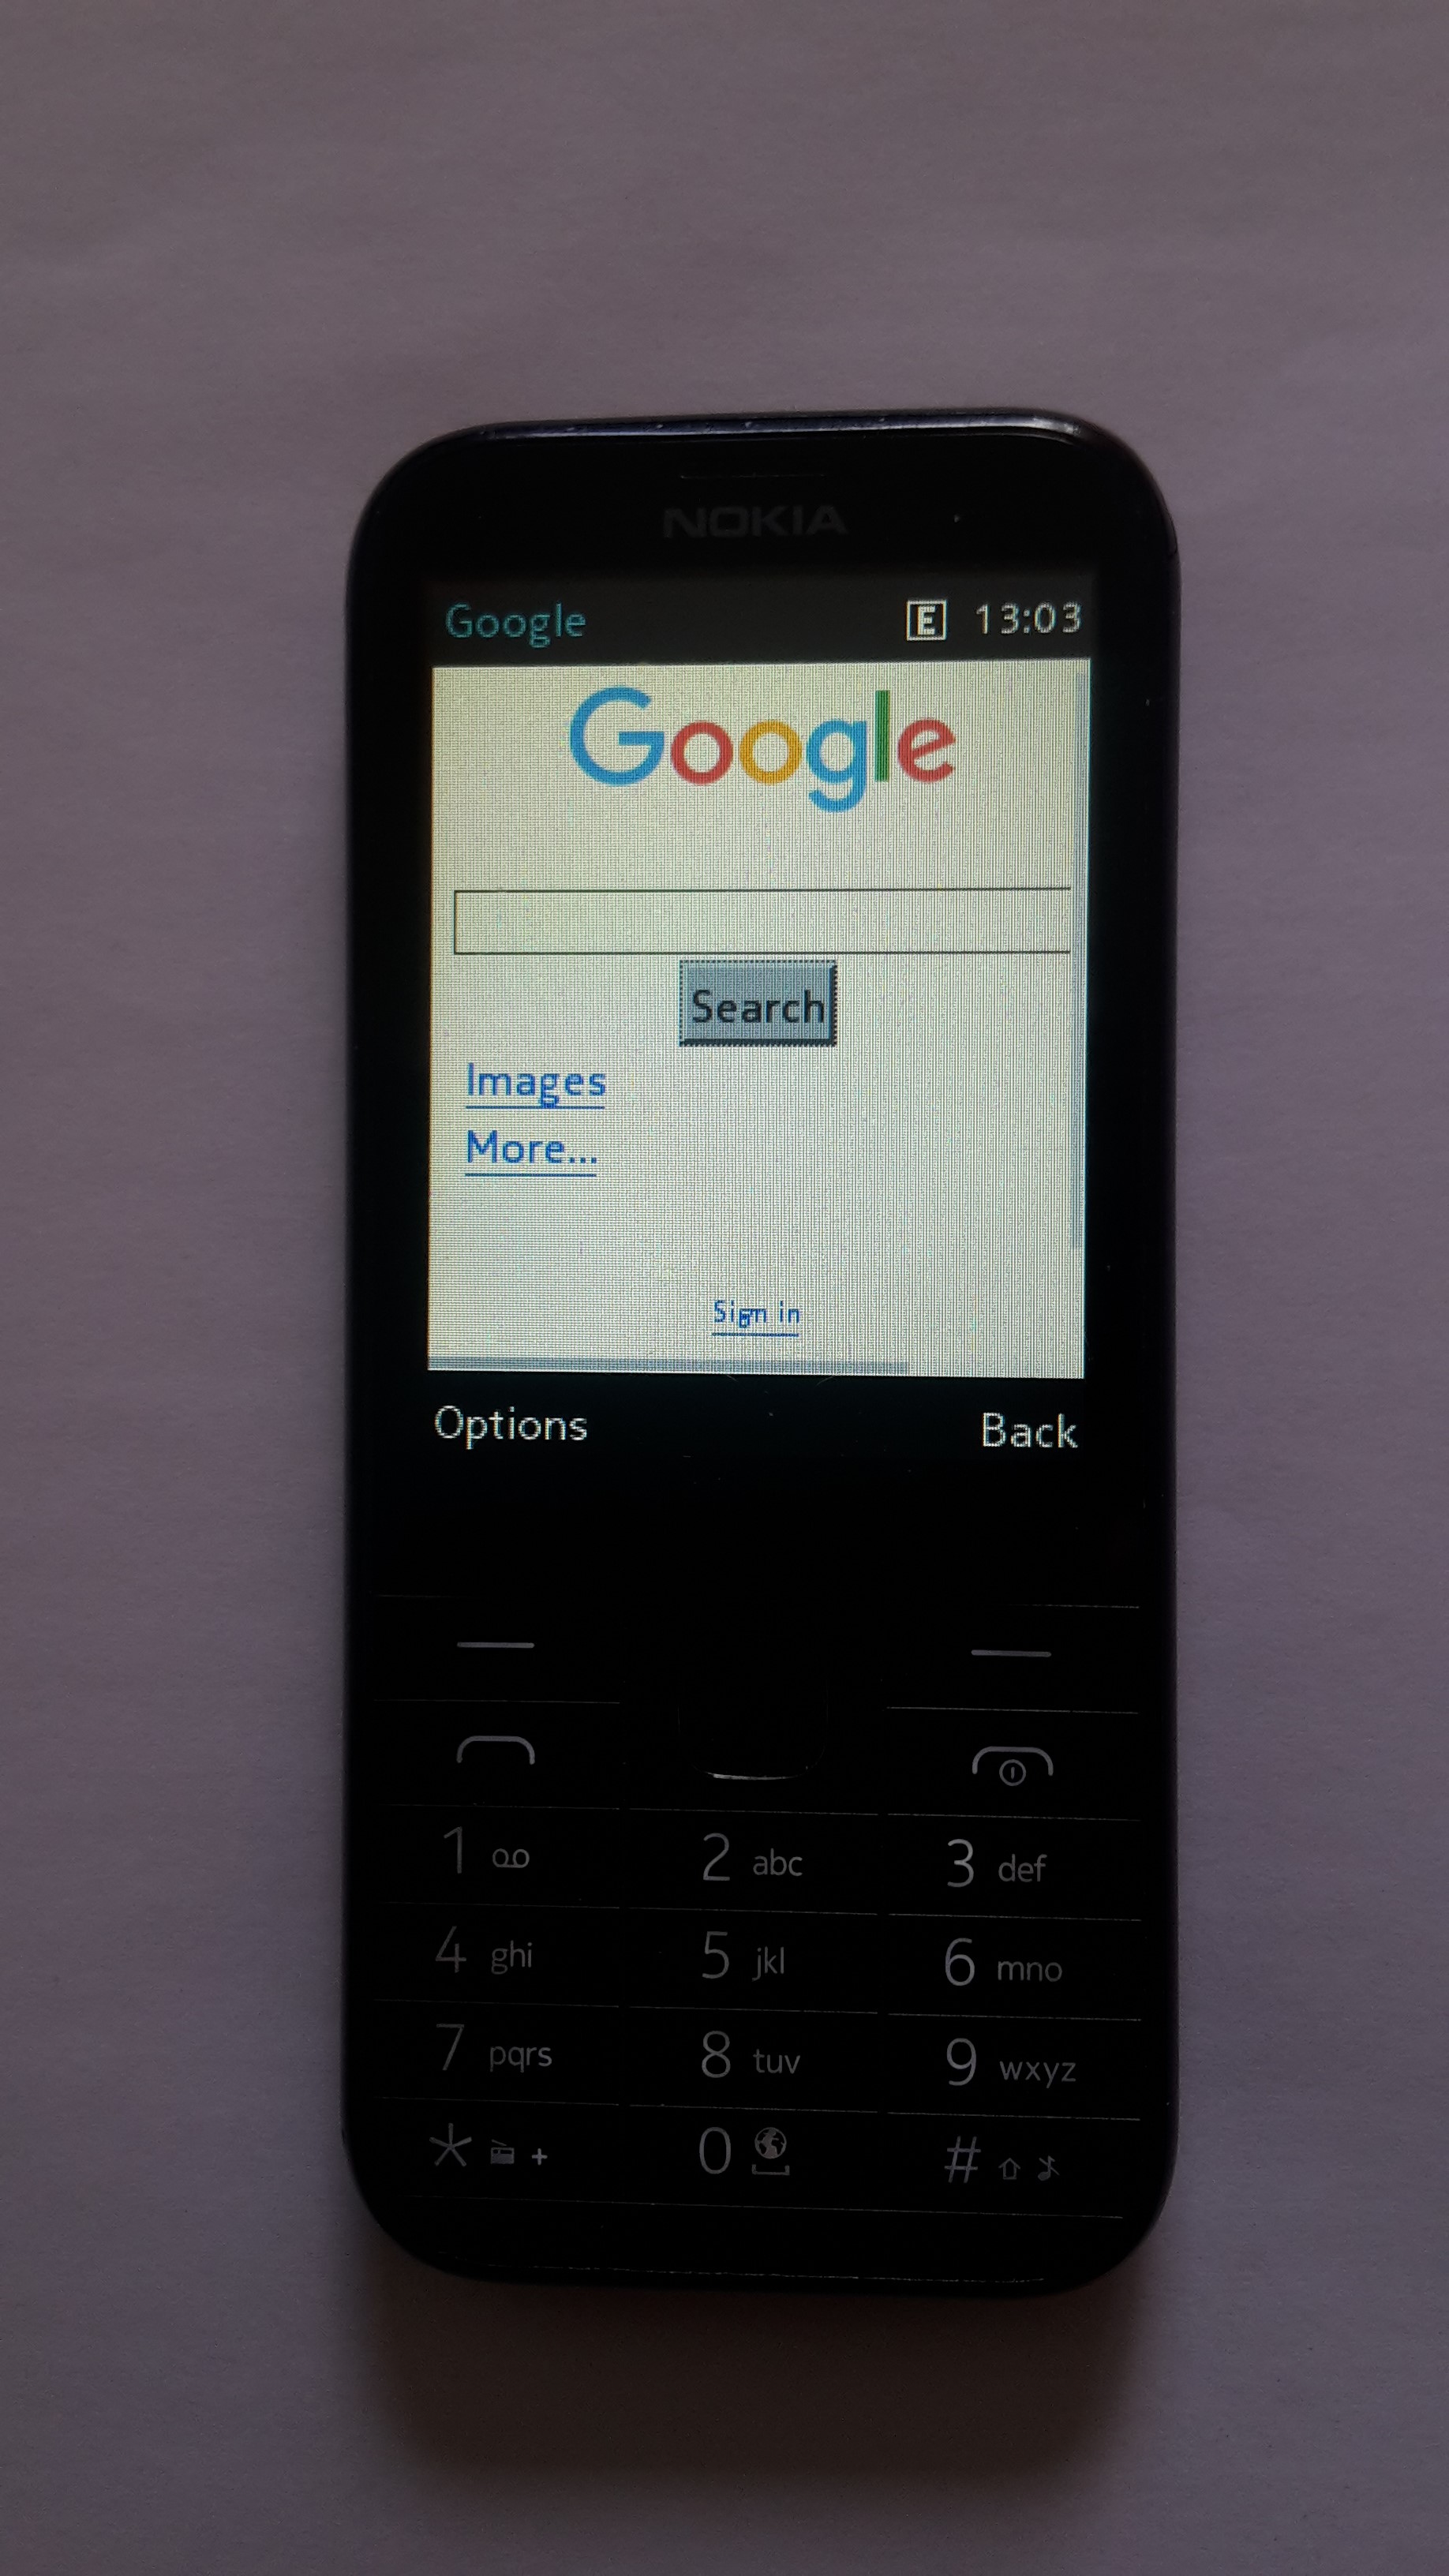 NOKIA
Google E 13:03
Google
Search
Images
More...
Sign in
Options Back
1 2 abc 3 def
4 ghi 5 jkl 6 mno
7 pqrs 8 tuv 9 wxyz
* + 0 #